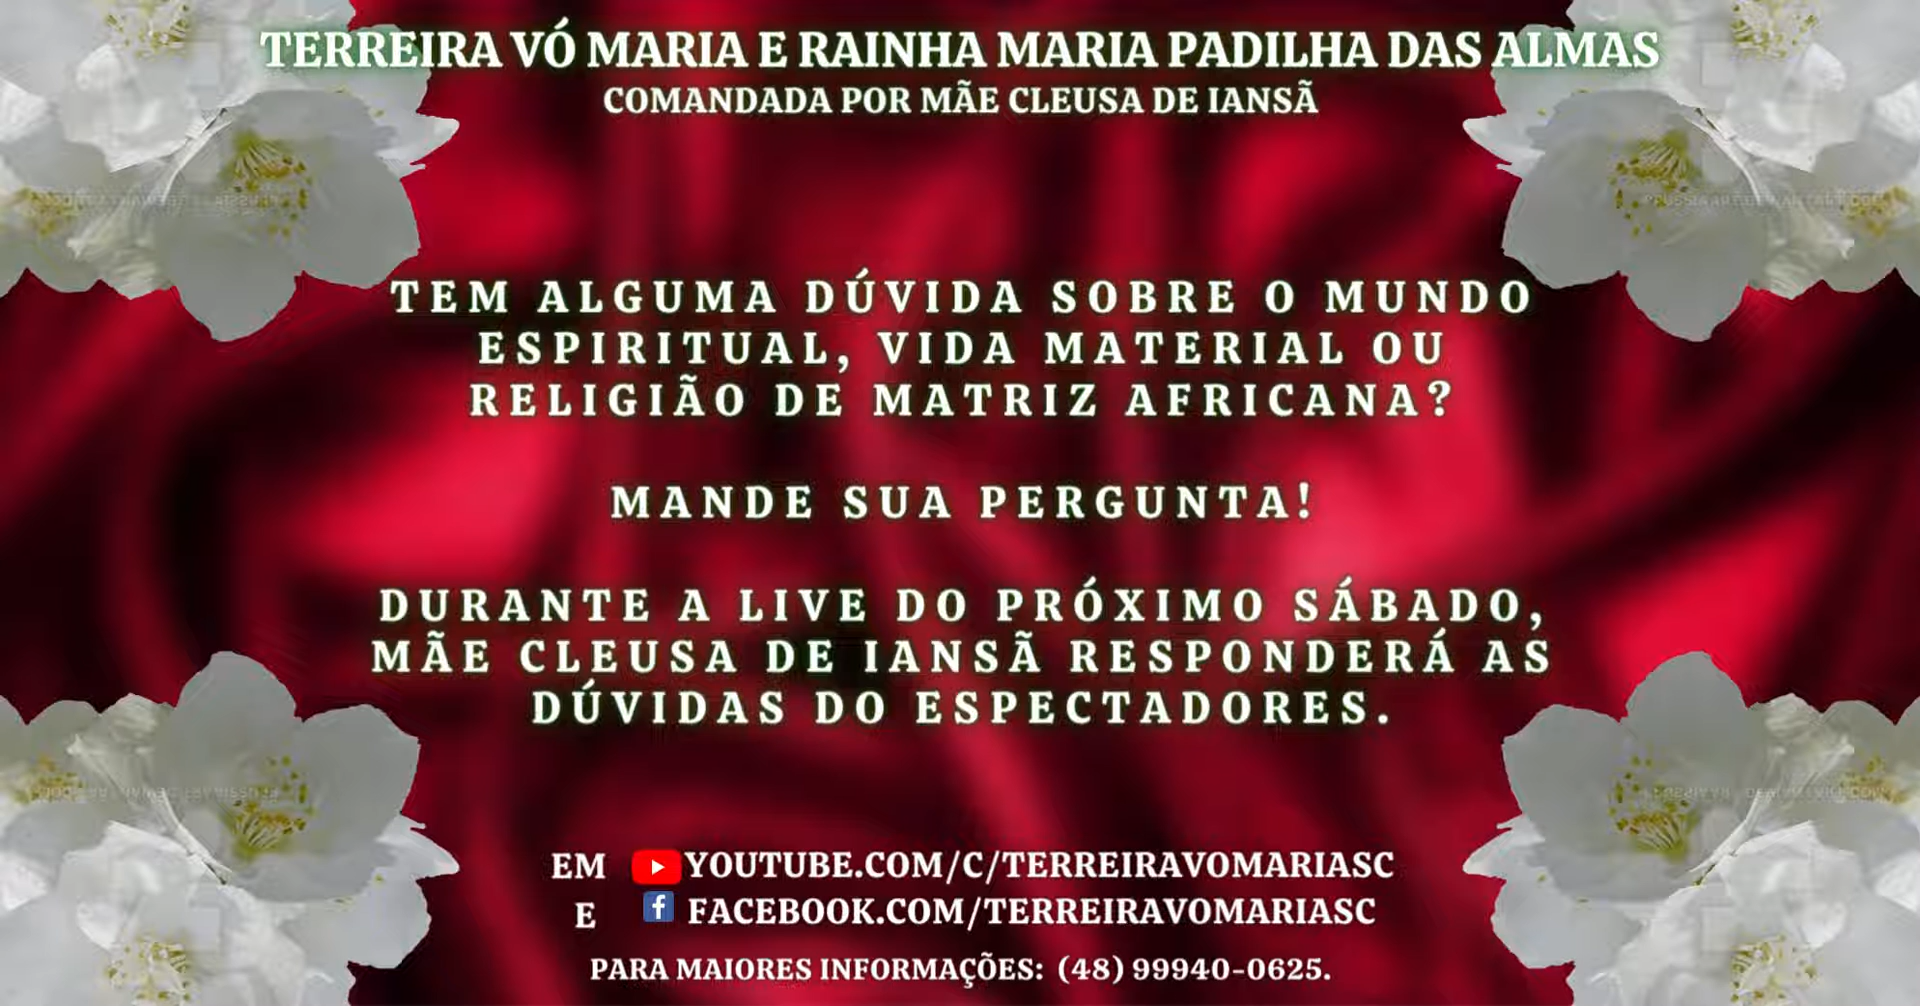 TERREIRA VÓ MARIA E RAINHA MARIA PADILHA DAS ALMAS
COMANDADA POR MÃE CLEUSA DE IANSÃ
TEM ALGUMA DÚVIDA SOBRE O MUNDO
ESPIRITUAL, VIDA MATERIAL OU
RELIGIÃO DE MATRIZ AFRICANA?
MANDE SUA PERGUNTA!
DURANTE A LIVE DO PRÓXIMO SÁBADO,
MÃE CLEUSA DE IANSÃ RESPONDERÁ AS
DÚVIDAS DO ESPECTADORES.
EM YOUTUBE.COM/C/TERREIRAVOMARIASC
E FACEBOOK.COM/TERREIRAVOMARIASC
PARA MAIORES INFORMAÇÕES: (48) 99940-0625.